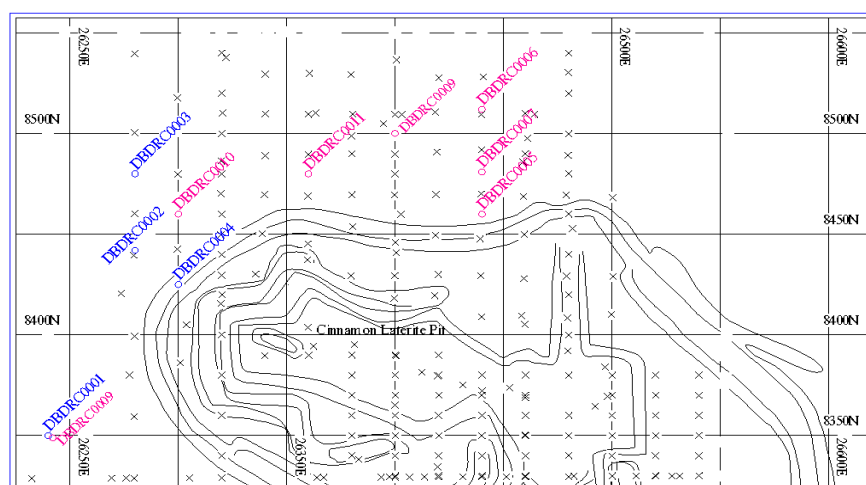 26250E
26500E
26600E
DBDRC0006
DBDRC0009
8500N
8500N
DBDRC0003
DBDRC0011
DBDRC0007
DBDRC0010
DBDRC0005
DBDRC0002
DBDRC0004
8450N
8400N
Cinnamon Laterite Pit
8400N
DBDRC0001
DBDRC0009
8350N
26250E
26350E
26600E